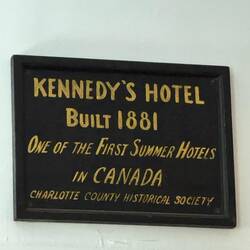 KENNEDY'S HOTEL
BUILT 1881
ONE OF THE FIRST SUMMER HOTELS
IN CANADA
CHARLOTTE COUNTY HISTORICAL SOCIETY